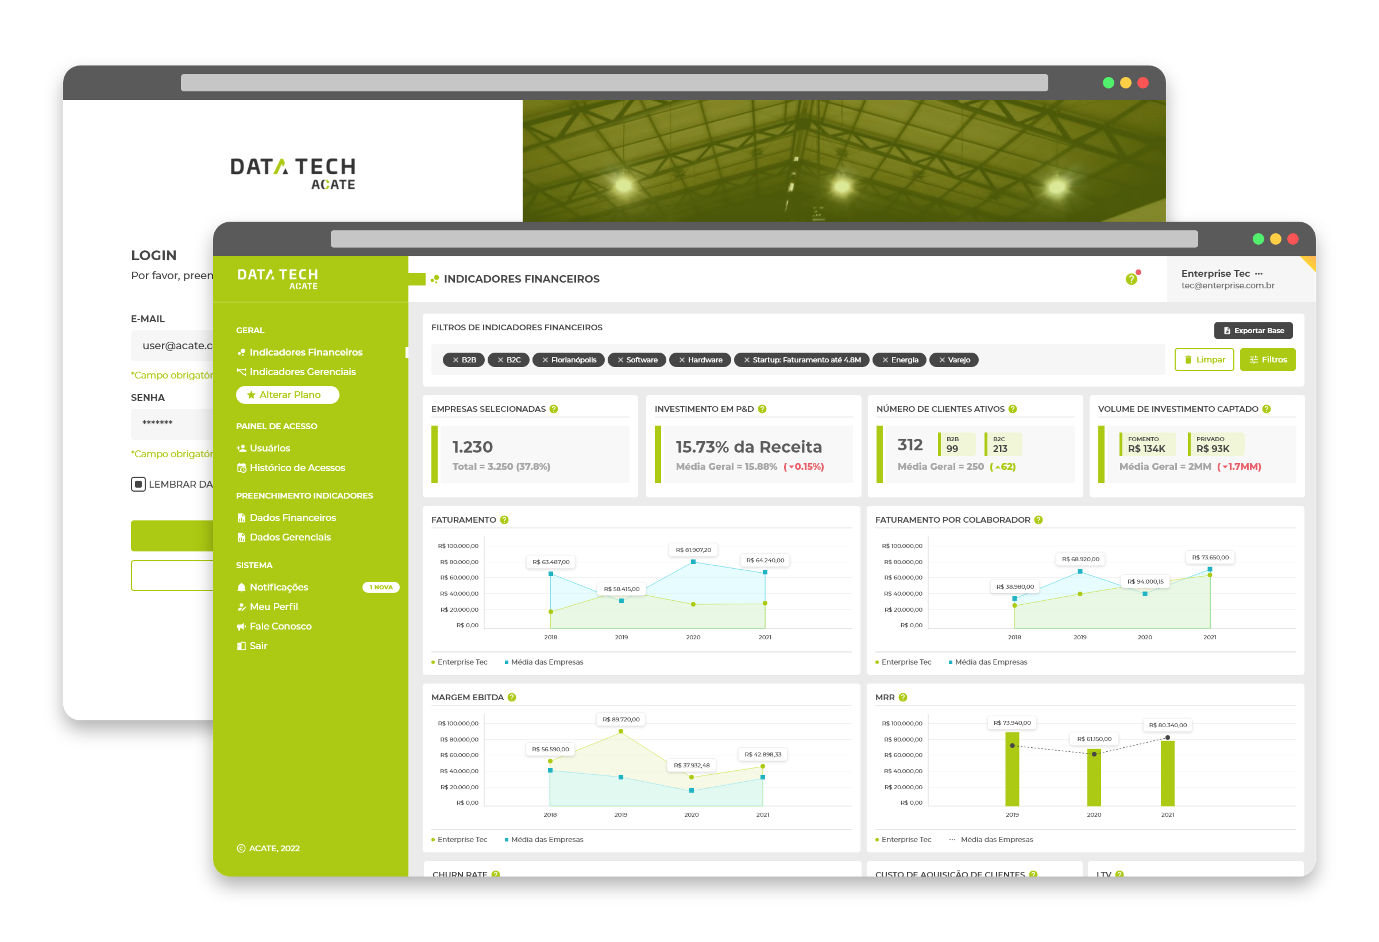 DATA TECH
ACATE
LOGIN
Por favor, preen
E-MAIL
user@acate.c
*Campo obrigatór
SENHA
*******
*Campo obrigatór
LEMBRAR DA
DATA TECH
ACATE
GERAL
Indicadores Financeiros
Indicadores Gerenciais
Alterar Plano
PAINEL DE ACESSO
Usuários
Histórico de Acessos
PREENCHIMENTO INDICADORES
Dados Financeiros
Dados Gerenciais
SISTEMA
Notificações 1 NOVA
Meu Perfil
Fale Conosco
Sair
© ACATE, 2022
INDICADORES FINANCEIROS
?
Enterprise Tec ···
tec@enterprise.com.br
FILTROS DE INDICADORES FINANCEIROS
Exportar Base
× B2B × B2C × Florianópolis × Software × Hardware × Startup: Faturamento até 4.8M × Energia × Varejo
Limpar Filtros
EMPRESAS SELECIONADAS ?
1.230
Total = 3.250 (37.8%)
INVESTIMENTO EM P&D ?
15.73% da Receita
Média Geral = 15.88% (▾0.15%)
NÚMERO DE CLIENTES ATIVOS ?
312
B2B
99
B2C
213
Média Geral = 250 (▴62)
VOLUME DE INVESTIMENTO CAPTADO ?
FOMENTO
R$ 134K
PRIVADO
R$ 93K
Média Geral = 2MM (▾1.7MM)
FATURAMENTO ?
R$ 100.000,00
R$ 80.000,00
R$ 60.000,00
R$ 40.000,00
R$ 20.000,00
R$ 0,00
R$ 63.487,00
R$ 58.415,00
R$ 81.907,20
R$ 64.240,00
2018 2019 2020 2021
Enterprise Tec Média das Empresas
FATURAMENTO POR COLABORADOR ?
R$ 100.000,00
R$ 80.000,00
R$ 60.000,00
R$ 40.000,00
R$ 20.000,00
R$ 0,00
R$ 38.980,00
R$ 68.920,00
R$ 94.000,15
R$ 73.650,00
2018 2019 2020 2021
Enterprise Tec Média das Empresas
MARGEM EBITDA ?
R$ 100.000,00
R$ 80.000,00
R$ 60.000,00
R$ 40.000,00
R$ 20.000,00
R$ 0,00
R$ 56.590,00
R$ 89.720,00
R$ 37.932,48
R$ 42.898,33
2018 2019 2020 2021
Enterprise Tec Média das Empresas
MRR ?
R$ 100.000,00
R$ 80.000,00
R$ 60.000,00
R$ 40.000,00
R$ 20.000,00
R$ 0,00
R$ 73.940,00
R$ 61.150,00
R$ 80.340,00
2019 2020 2021
Enterprise Tec Média das Empresas
CHURN RATE ?
CUSTO DE AQUISIÇÃO DE CLIENTES ?
LTV ?